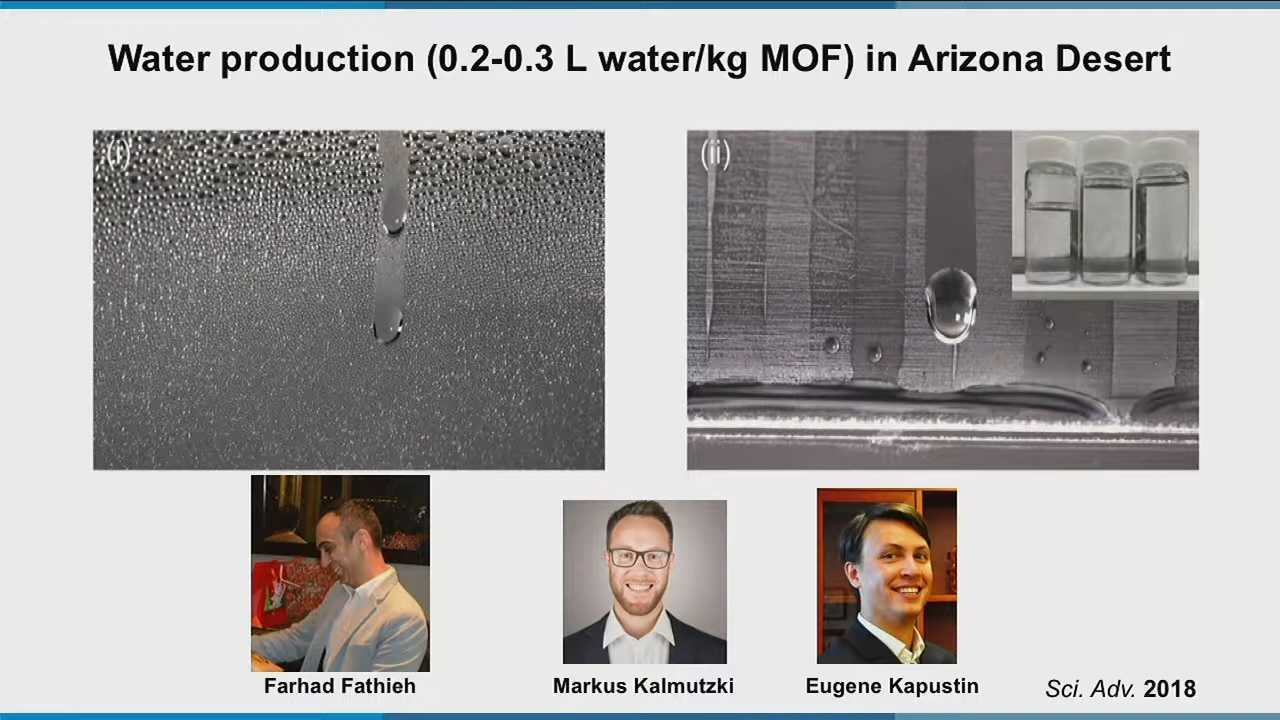 Water production (0.2-0.3 L water/kg MOF) in Arizona Desert
(i)
(ii)
Farhad Fathieh
Markus Kalmutzki
Eugene Kapustin
Sci. Adv. 2018